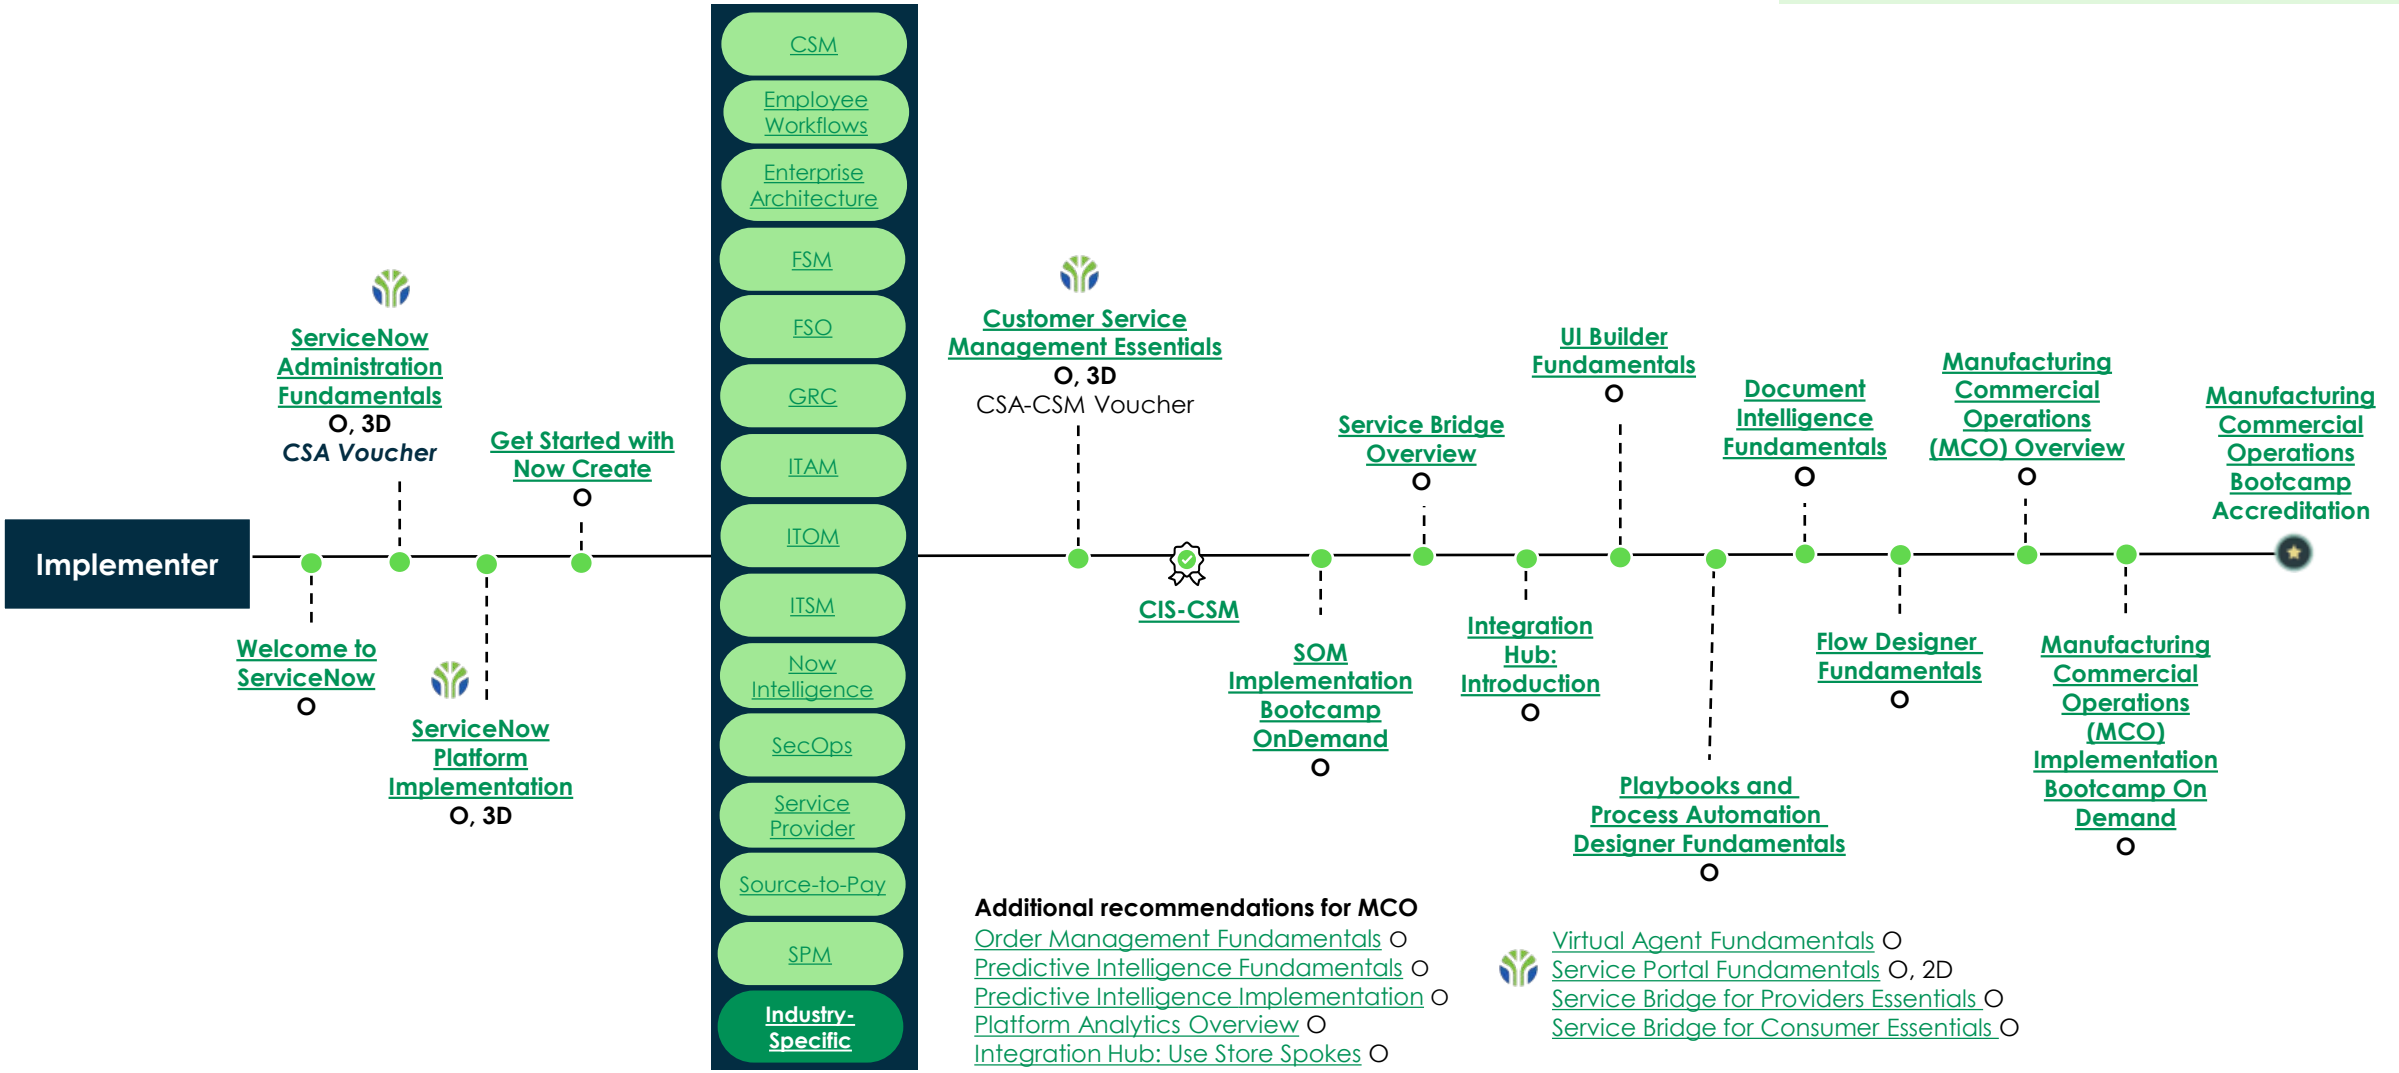 Implementer
Welcome to
ServiceNow
O
ServiceNow
Administration
Fundamentals
O, 3D
CSA Voucher
ServiceNow
Platform
Implementation
O, 3D
Get Started with
Now Create
O
CSM
Employee
Workflows
Enterprise
Architecture
FSM
FSO
GRC
ITAM
ITOM
ITSM
Now
Intelligence
SecOps
Service
Provider
Source-to-Pay
SPM
Industry-
Specific
Customer Service
Management Essentials
O, 3D
CSA-CSM Voucher
CIS-CSM
SOM
Implementation
Bootcamp
OnDemand
O
Service Bridge
Overview
O
Integration
Hub:
Introduction
O
UI Builder
Fundamentals
O
Playbooks and
Process Automation
Designer Fundamentals
O
Document
Intelligence
Fundamentals
O
Flow Designer
Fundamentals
O
Manufacturing
Commercial
Operations
(MCO) Overview
O
Manufacturing
Commercial
Operations
(MCO)
Implementation
Bootcamp On
Demand
O
Manufacturing
Commercial
Operations
Bootcamp
Accreditation
Additional recommendations for MCO
Order Management Fundamentals O
Predictive Intelligence Fundamentals O
Predictive Intelligence Implementation O
Platform Analytics Overview O
Integration Hub: Use Store Spokes O
Virtual Agent Fundamentals O
Service Portal Fundamentals O, 2D
Service Bridge for Providers Essentials O
Service Bridge for Consumer Essentials O